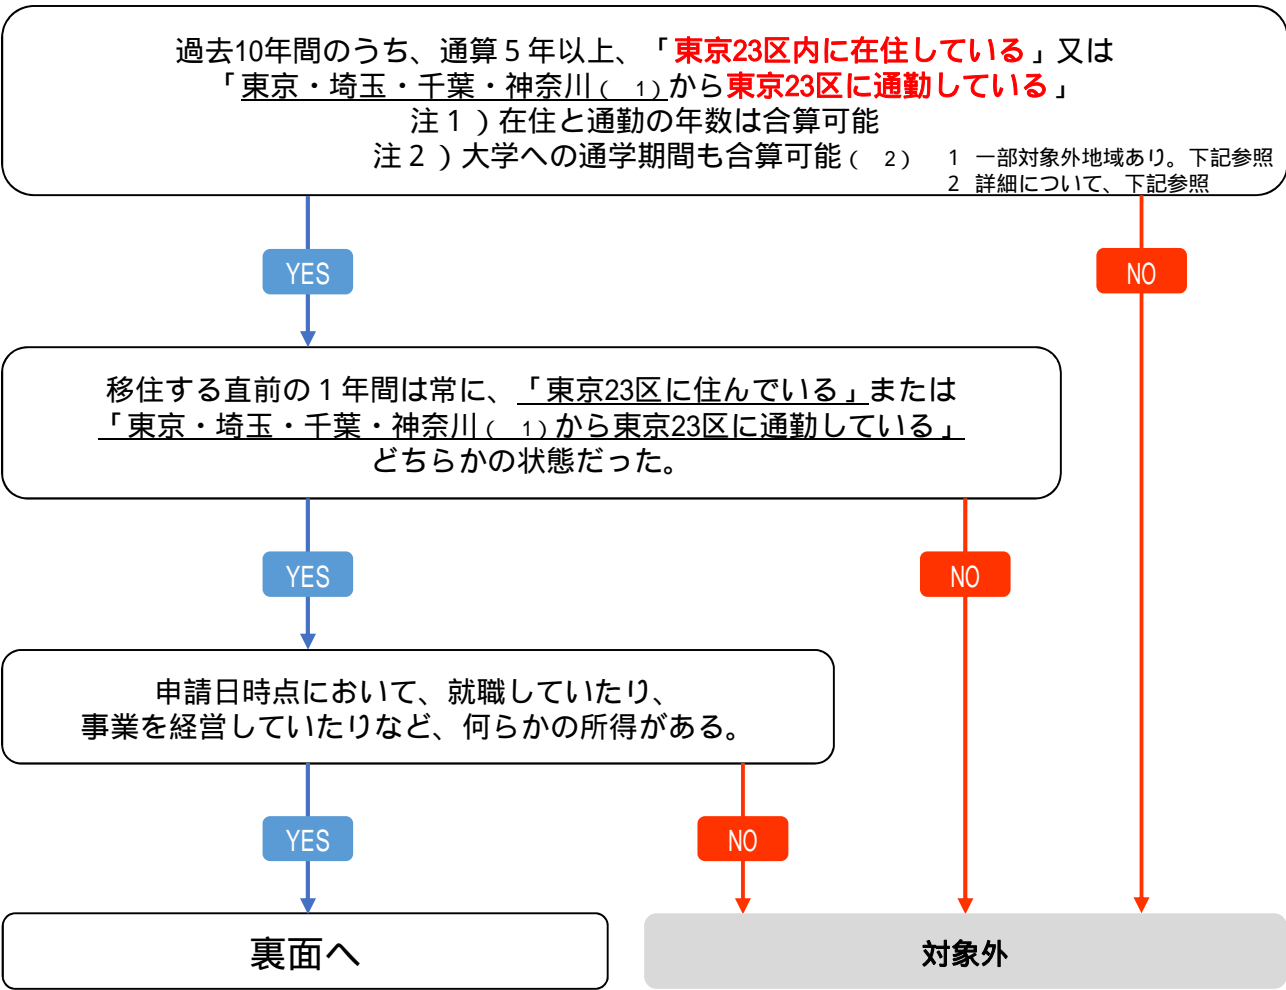 過去10年間のうち、通算５年以上、「東京23区内に在住している」又は
「東京・埼玉・千葉・神奈川（ 1）から東京23区に通勤している」
注１）在住と通勤の年数は合算可能
注２）大学への通学期間も合算可能（ 2）
1 一部対象外地域あり。下記参照
2 詳細について、下記参照
YES
NO
移住する直前の１年間は常に、「東京23区に住んでいる」または
「東京・埼玉・千葉・神奈川（ 1）から東京23区に通勤している」
どちらかの状態だった。
YES
NO
申請日時点において、就職していたり、
事業を経営していたりなど、何らかの所得がある。
YES
NO
裏面へ
対象外